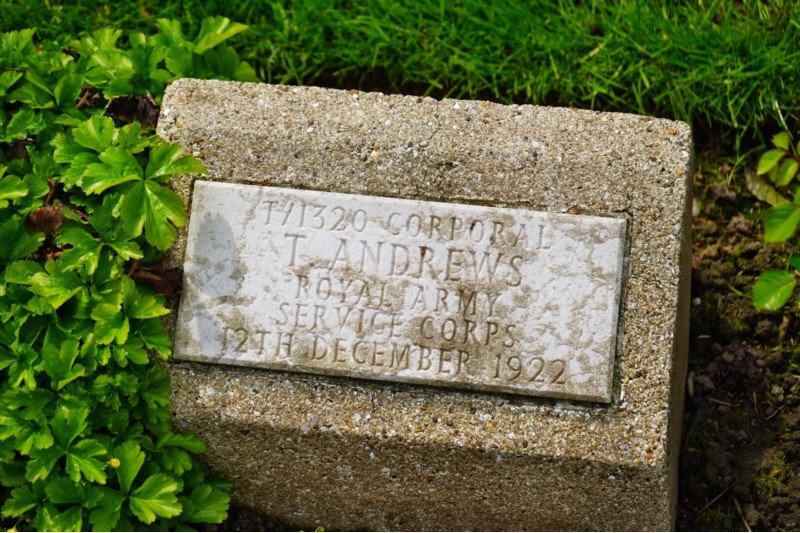 T/1320 CORPORAL
T. ANDREWS
ROYAL ARMY
SERVICE CORPS
12TH DECEMBER 1922